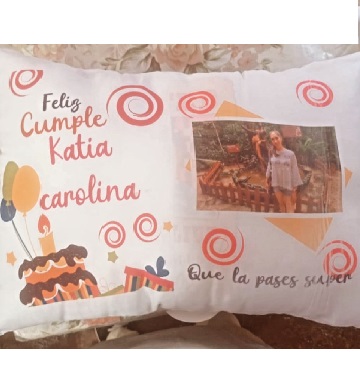 Feliz
Cumple
Katia
carolina
Que la pases super